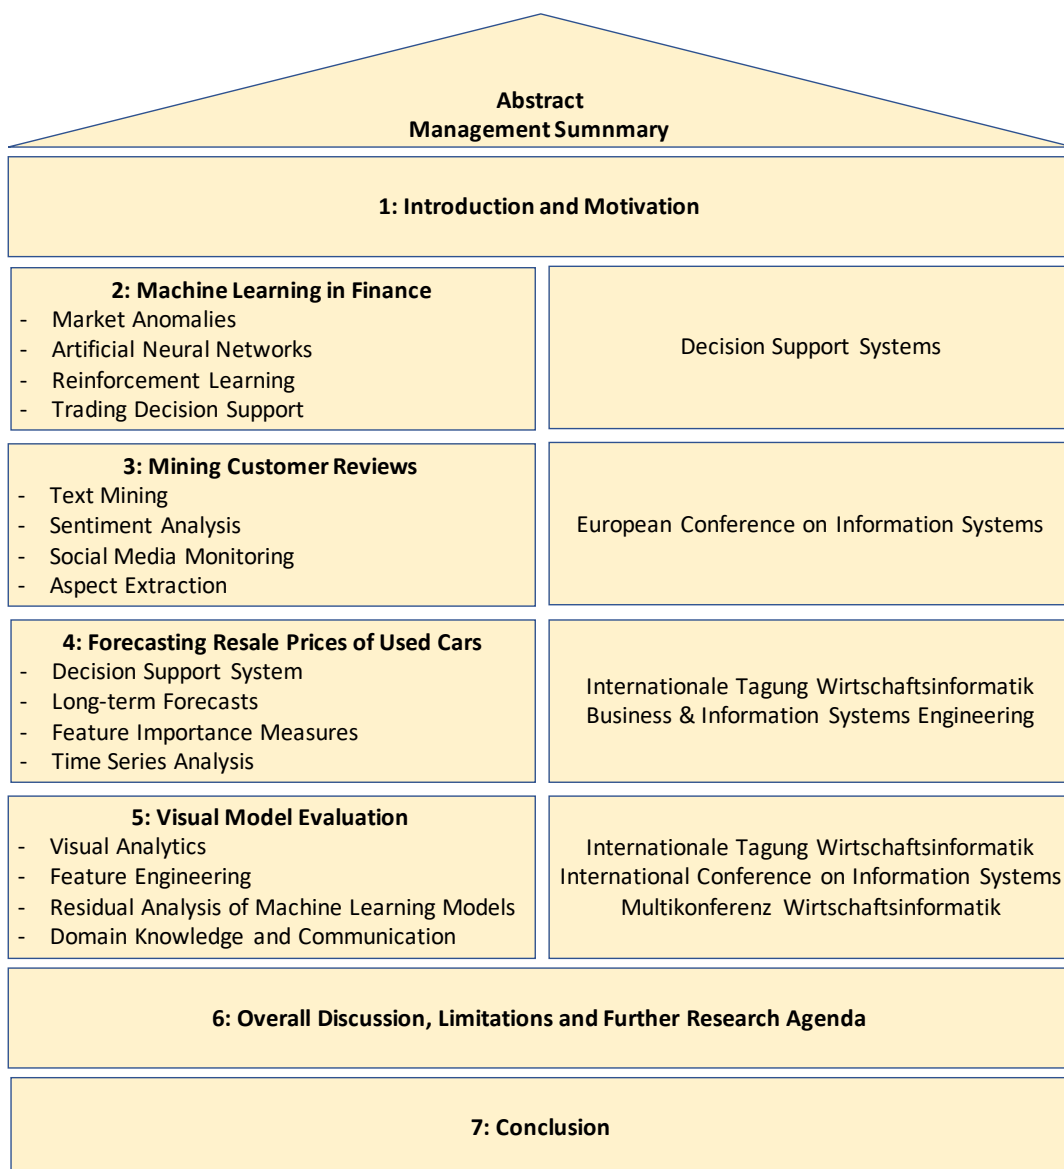 Abstract
Management Sumnmary
1: Introduction and Motivation
2: Machine Learning in Finance
- Market Anomalies
- Artificial Neural Networks
- Reinforcement Learning
- Trading Decision Support
Decision Support Systems
3: Mining Customer Reviews
- Text Mining
- Sentiment Analysis
- Social Media Monitoring
- Aspect Extraction
European Conference on Information Systems
4: Forecasting Resale Prices of Used Cars
- Decision Support System
- Long-term Forecasts
- Feature Importance Measures
- Time Series Analysis
Internationale Tagung Wirtschaftsinformatik
Business & Information Systems Engineering
5: Visual Model Evaluation
- Visual Analytics
- Feature Engineering
- Residual Analysis of Machine Learning Models
- Domain Knowledge and Communication
Internationale Tagung Wirtschaftsinformatik
International Conference on Information Systems
Multikonferenz Wirtschaftsinformatik
6: Overall Discussion, Limitations and Further Research Agenda
7: Conclusion